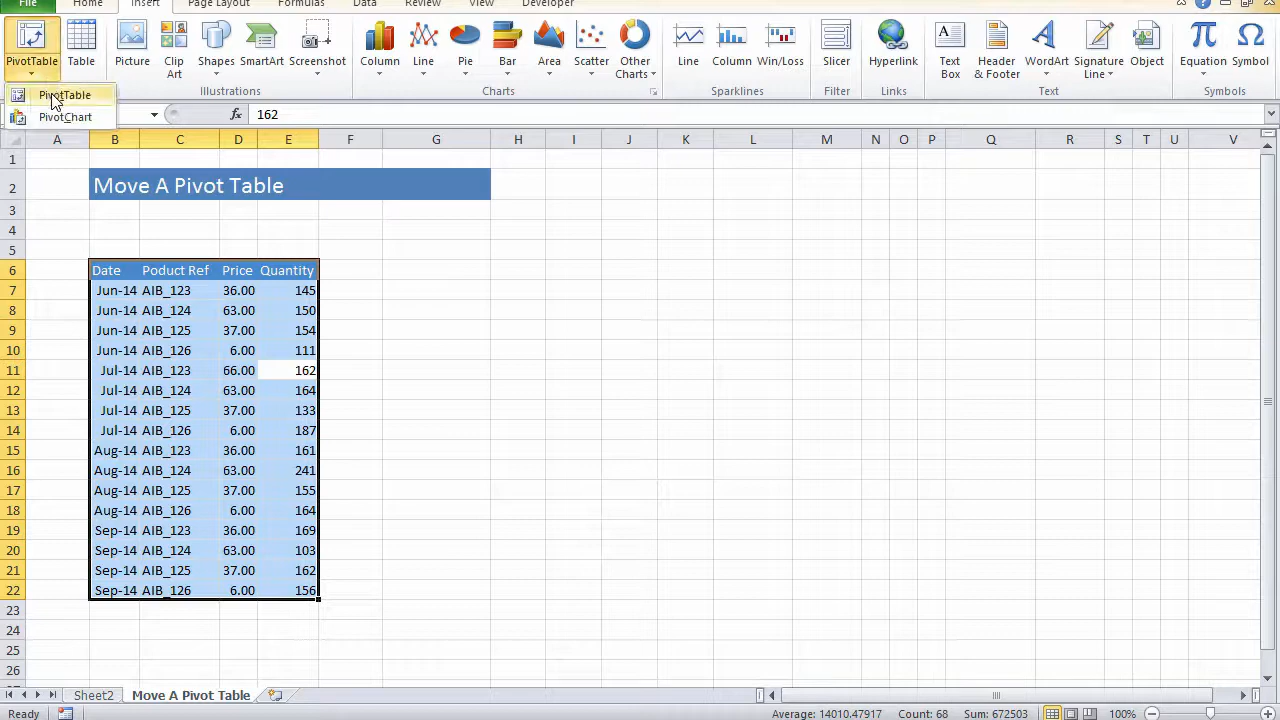 File Home Insert Page Layout Formulas Data Review View Developer
PivotTable Table Picture Clip Art Shapes SmartArt Screenshot Column Line Pie Bar Area Scatter Other Charts Line Column Win/Loss Slicer Hyperlink Text Box Header & Footer WordArt Signature Line Object Equation Symbol
Illustrations Charts Sparklines Filter Links Text Symbols
PivotTable
PivotChart
fx 162
A B C D E F G H I J K L M N O P Q R S T U V
1
2 Move A Pivot Table
3
4
5
6 Date Poduct Ref Price Quantity
7 Jun-14 AIB_123 36.00 145
8 Jun-14 AIB_124 63.00 150
9 Jun-14 AIB_125 37.00 154
10 Jun-14 AIB_126 6.00 111
11 Jul-14 AIB_123 66.00 162
12 Jul-14 AIB_124 63.00 164
13 Jul-14 AIB_125 37.00 133
14 Jul-14 AIB_126 6.00 187
15 Aug-14 AIB_123 36.00 161
16 Aug-14 AIB_124 63.00 241
17 Aug-14 AIB_125 37.00 155
18 Aug-14 AIB_126 6.00 164
19 Sep-14 AIB_123 36.00 169
20 Sep-14 AIB_124 63.00 103
21 Sep-14 AIB_125 37.00 162
22 Sep-14 AIB_126 6.00 156
23
24
25
26
Sheet2 Move A Pivot Table
Ready Average: 14010.47917 Count: 68 Sum: 672503 100%